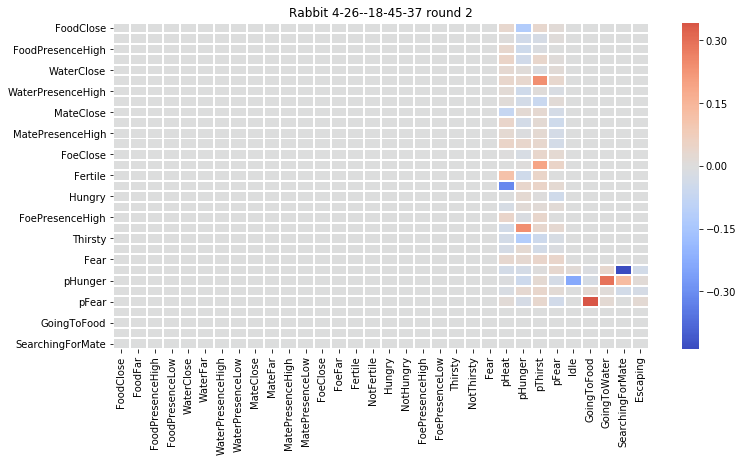 Rabbit 4-26--18-45-37 round 2
FoodClose
FoodPresenceHigh
WaterClose
WaterPresenceHigh
MateClose
MatePresenceHigh
FoeClose
Fertile
Hungry
FoePresenceHigh
Thirsty
Fear
pHunger
pFear
GoingToFood
SearchingForMate
FoodClose
FoodFar
FoodPresenceHigh
FoodPresenceLow
WaterClose
WaterFar
WaterPresenceHigh
WaterPresenceLow
MateClose
MateFar
MatePresenceHigh
MatePresenceLow
FoeClose
FoeFar
Fertile
NotFertile
Hungry
NotHungry
FoePresenceHigh
FoePresenceLow
Thirsty
NotThirsty
Fear
pHeat
pHunger
pThirst
pFear
Idle
GoingToFood
GoingToWater
SearchingForMate
Escaping
0.30
0.15
0.00
−0.15
−0.30